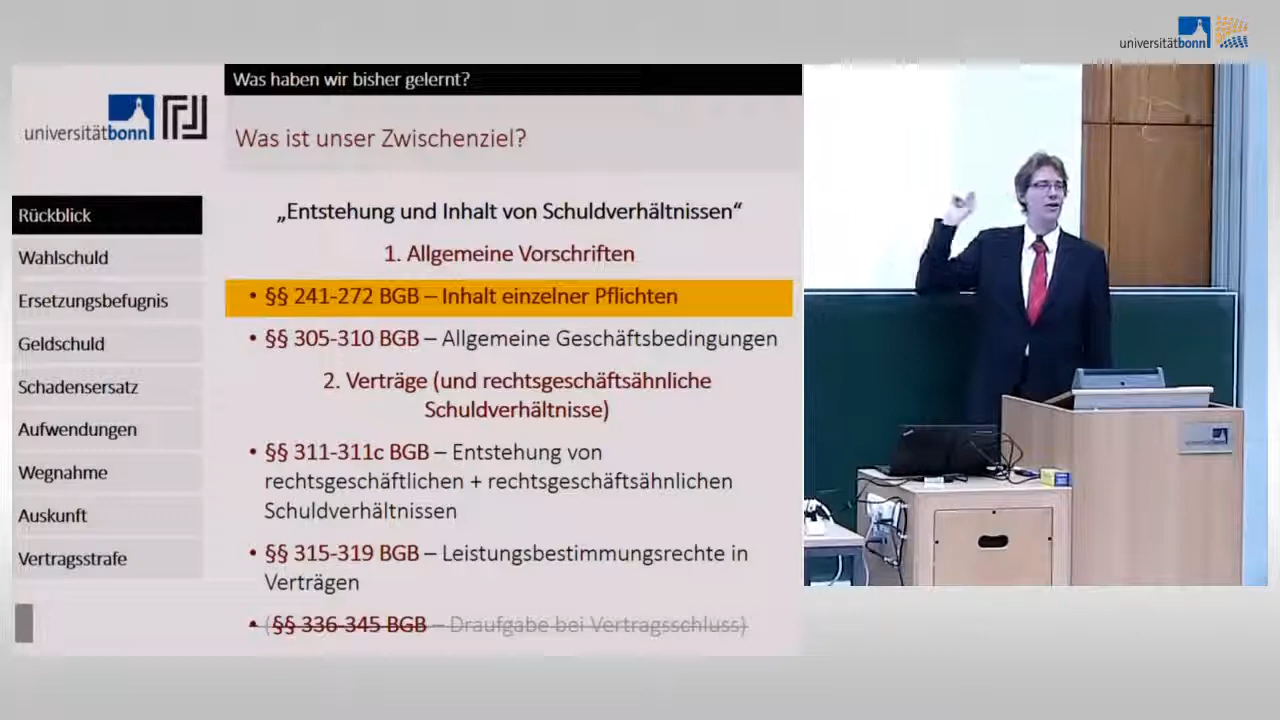 universitätbonn
Was haben wir bisher gelernt?
universitätbonn
Was ist unser Zwischenziel?
Rückblick
Wahlschuld
Ersetzungsbefugnis
Geldschuld
Schadensersatz
Aufwendungen
Wegnahme
Auskunft
Vertragsstrafe
„Entstehung und Inhalt von Schuldverhältnissen“
1. Allgemeine Vorschriften
• §§ 241-272 BGB – Inhalt einzelner Pflichten
• §§ 305-310 BGB – Allgemeine Geschäftsbedingungen
2. Verträge (und rechtsgeschäftsähnliche
Schuldverhältnisse)
• §§ 311-311c BGB – Entstehung von
rechtsgeschäftlichen + rechtsgeschäftsähnlichen
Schuldverhältnissen
• §§ 315-319 BGB – Leistungsbestimmungsrechte in
Verträgen
• (§§ 336-345 BGB – Draufgabe bei Vertragsschluss)